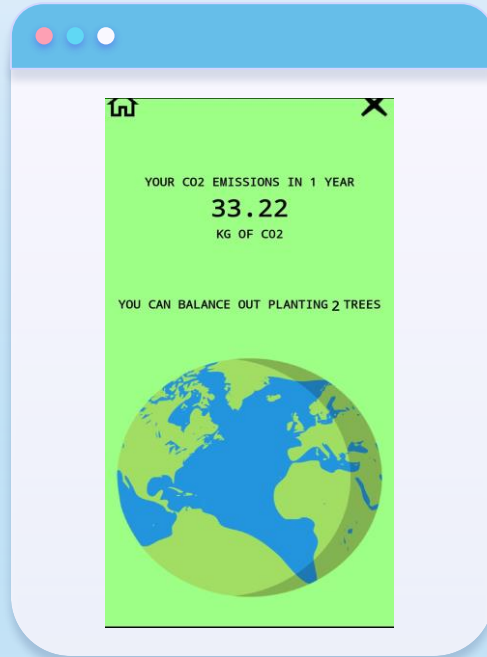 YOUR CO2 EMISSIONS IN 1 YEAR
33.22
KG OF CO2
YOU CAN BALANCE OUT PLANTING 2 TREES